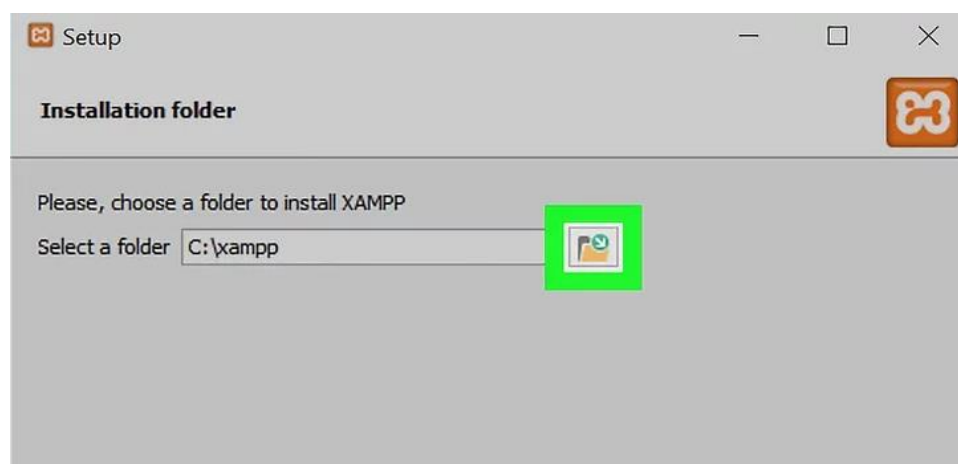 Setup
Installation folder
Please, choose a folder to install XAMPP
Select a folder C:\xampp